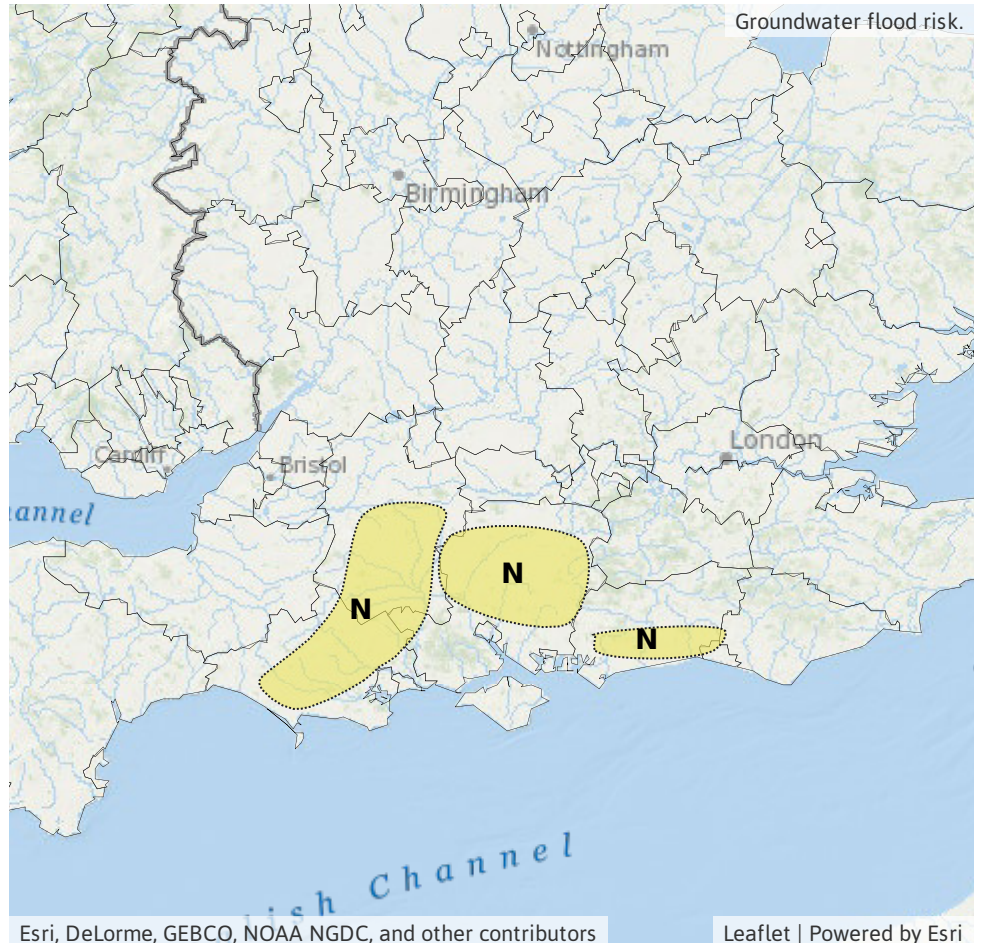 Groundwater flood risk.
Nottingham
Birmingham
London
Cardiff
Bristol
annel
N
N
N
lish Channel
Esri, DeLorme, GEBCO, NOAA NGDC, and other contributors
Leaflet | Powered by Esri